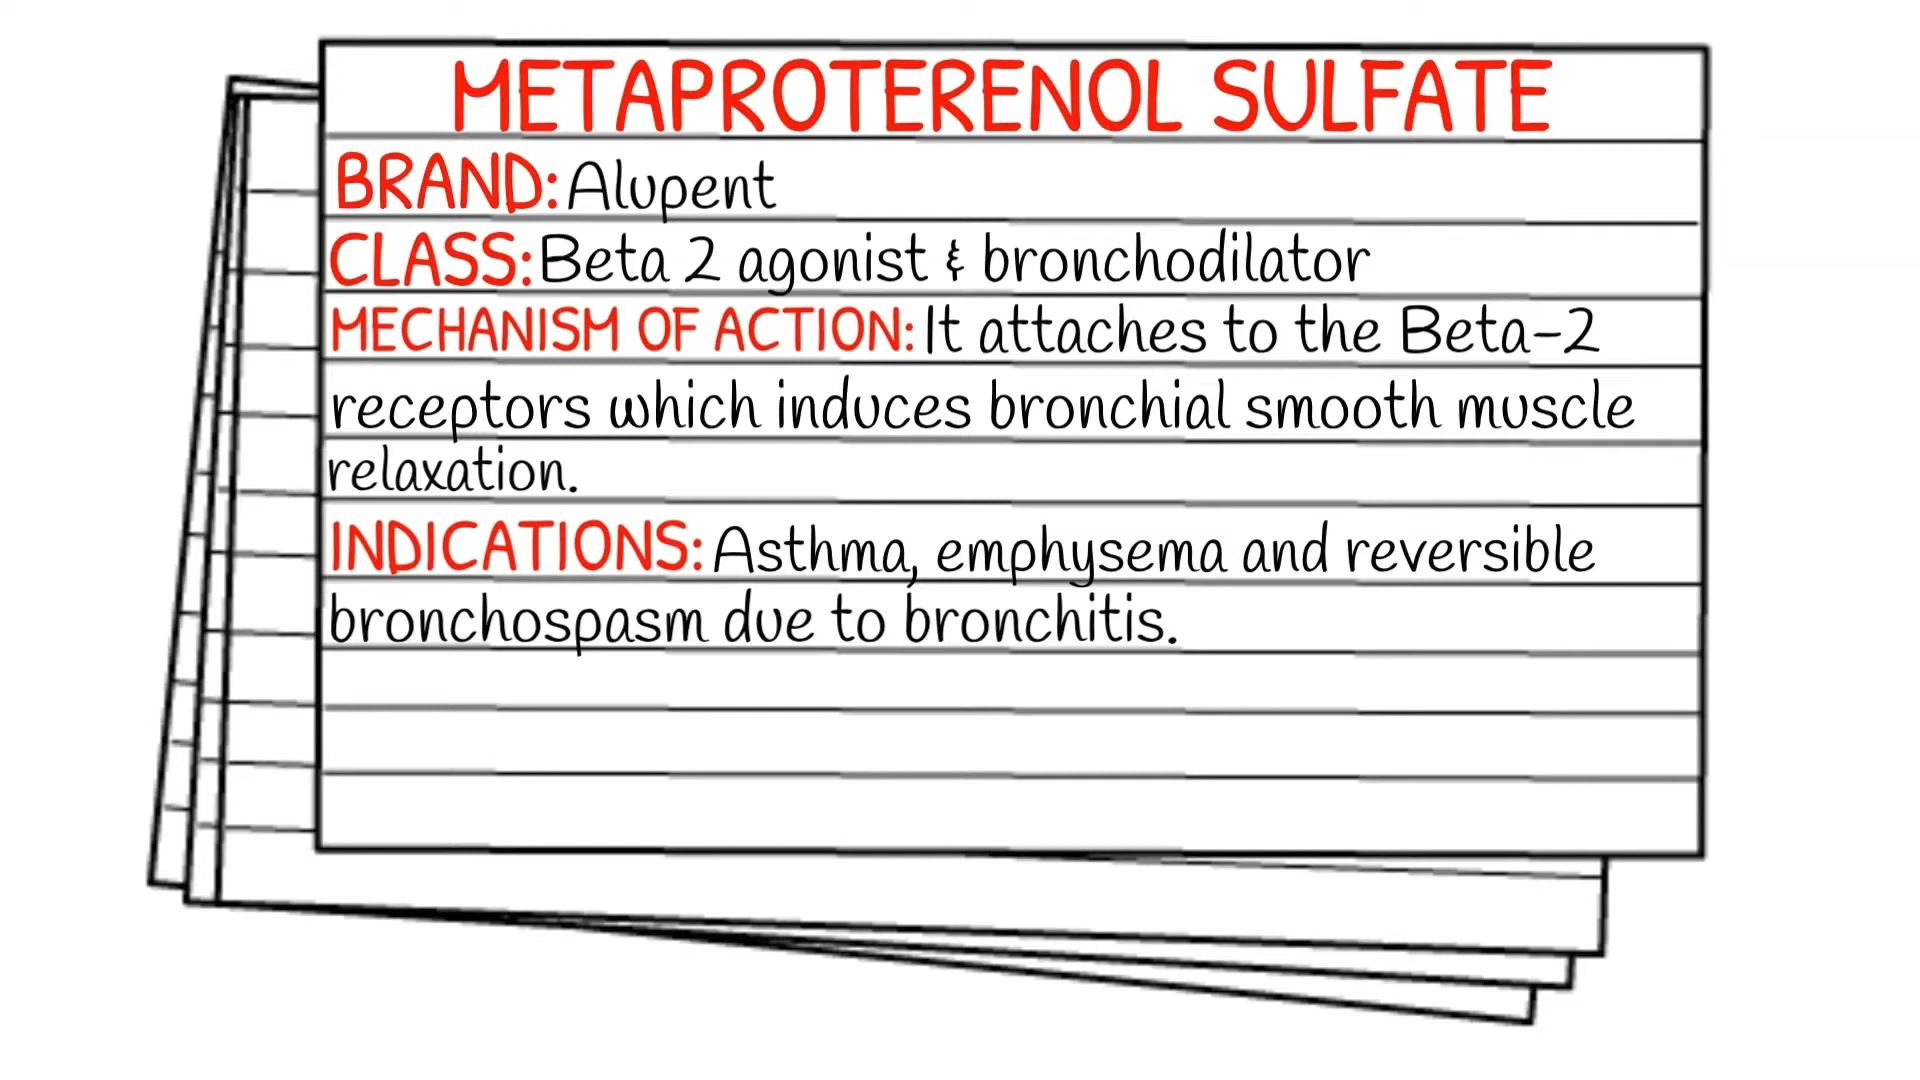 METAPROTERENOL SULFATE
BRAND: Alupent
CLASS: Beta 2 agonist & bronchodilator
MECHANISM OF ACTION: It attaches to the Beta-2
receptors which induces bronchial smooth muscle
relaxation.
INDICATIONS: Asthma, emphysema and reversible
bronchospasm due to bronchitis.